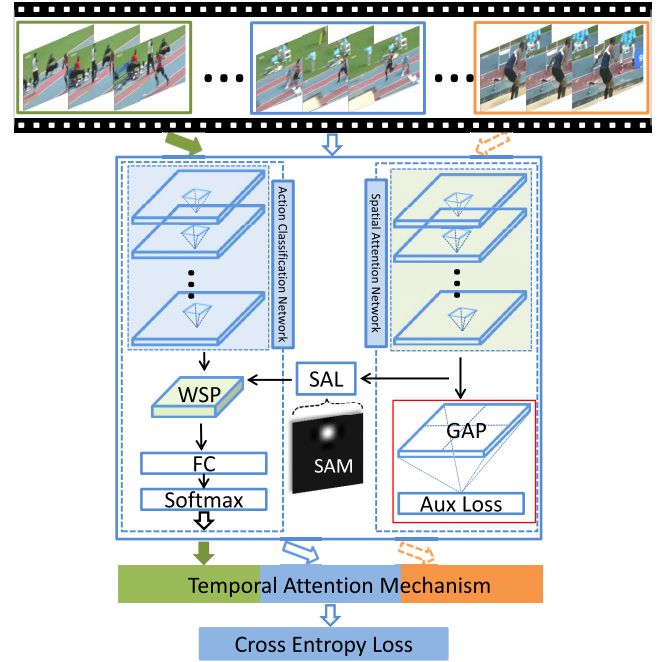 Action Classification Network
Spatial Attention Network
SAL
WSP
GAP
SAM
FC
Softmax
Aux Loss
Temporal Attention Mechanism
Cross Entropy Loss